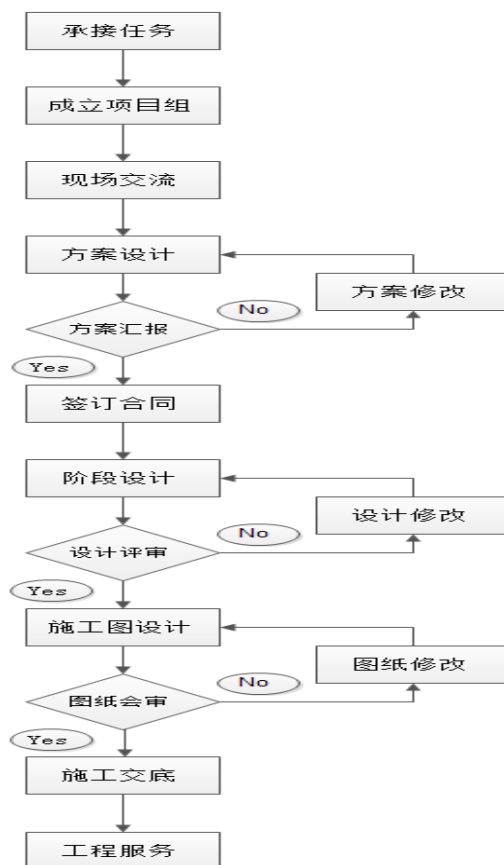 承接任务
成立项目组
现场交流
方案设计
方案修改
No
方案汇报
Yes
签订合同
阶段设计
设计修改
No
设计评审
Yes
施工图设计
图纸修改
No
图纸会审
Yes
施工交底
工程服务